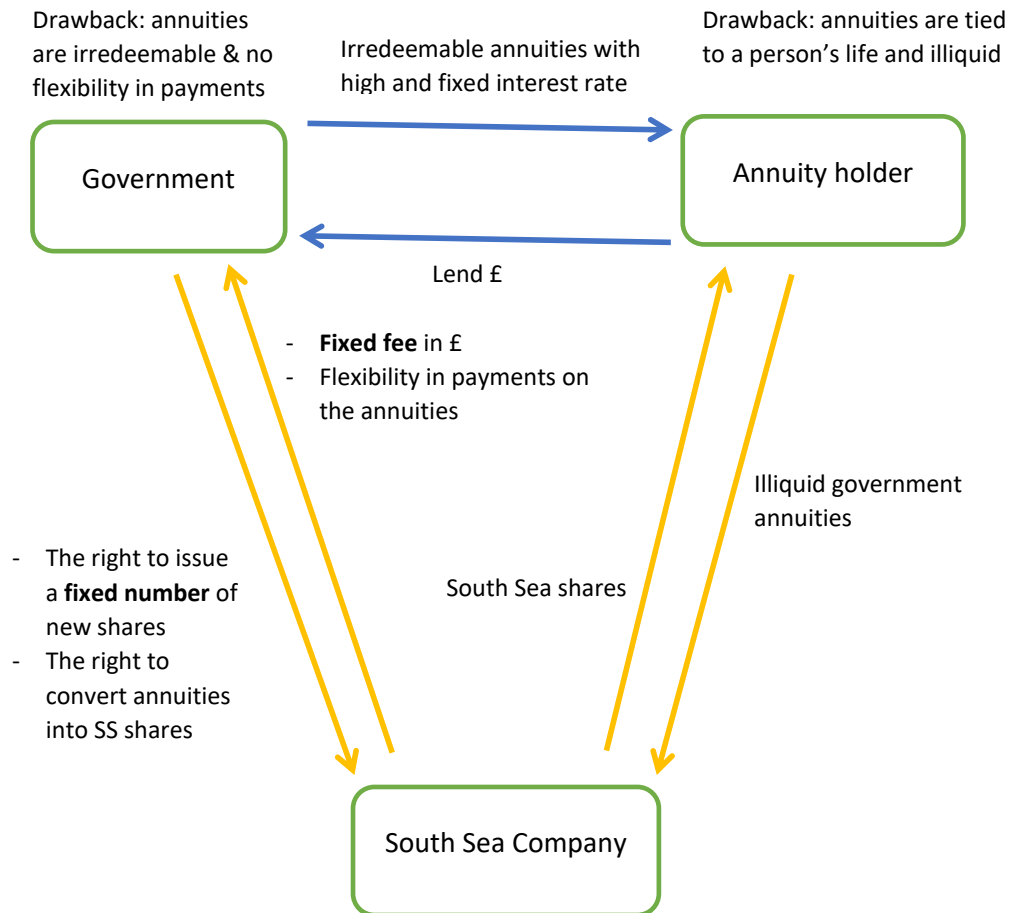 Drawback: annuities
are irredeemable & no
flexibility in payments
Irredeemable annuities with
high and fixed interest rate
Drawback: annuities are tied
to a person’s life and illiquid
Government
Annuity holder
Lend £
- Fixed fee in £
- Flexibility in payments on
the annuities
Illiquid government
annuities
- The right to issue
a fixed number of
new shares
- The right to
convert annuities
into SS shares
South Sea shares
South Sea Company